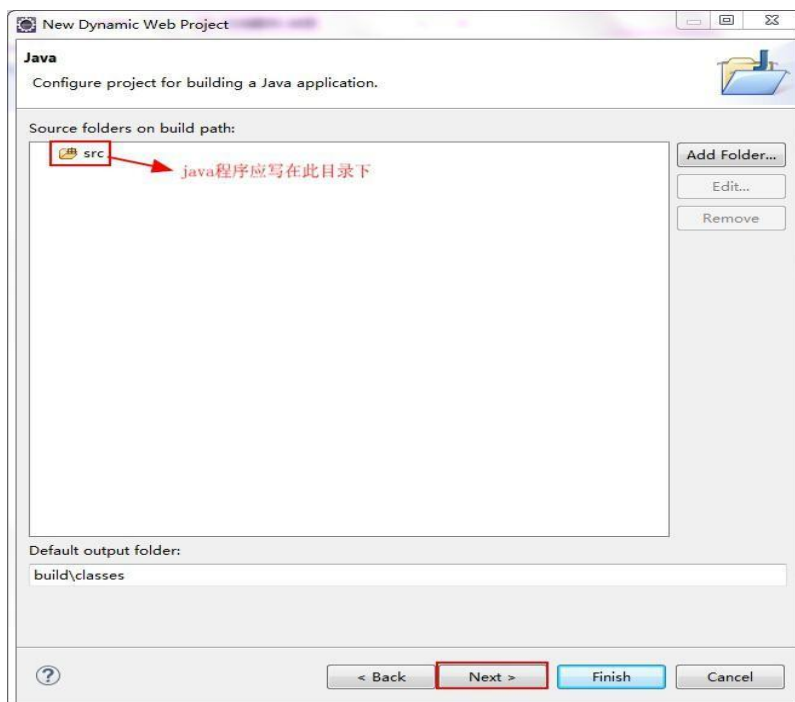 New Dynamic Web Project
Java
Configure project for building a Java application.
Source folders on build path:
src
java程序应写在此目录下
Add Folder...
Edit...
Remove
Default output folder:
build\classes
< Back
Next >
Finish
Cancel